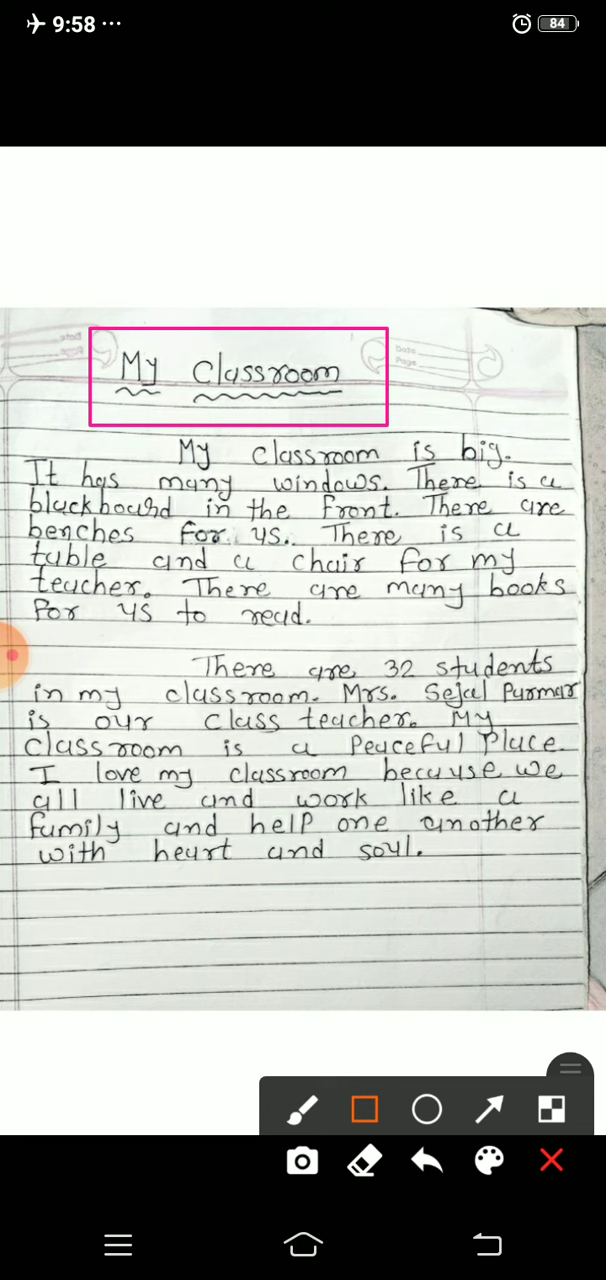 9:58 ...
84
Date
Page
Date
Page
My Classroom
My classroom is big.
It has many windows. There is a
blackboard in the front. There are
benches for us. There is a
table and a chair for my
teacher. There are many books
for us to read.
There are 32 students
in my classroom. Mrs. Sejal Parmar
is our class teacher. My
classroom is a Peaceful Place.
I love my classroom because we
all live and work like a
family and help one another
with heart and soul.